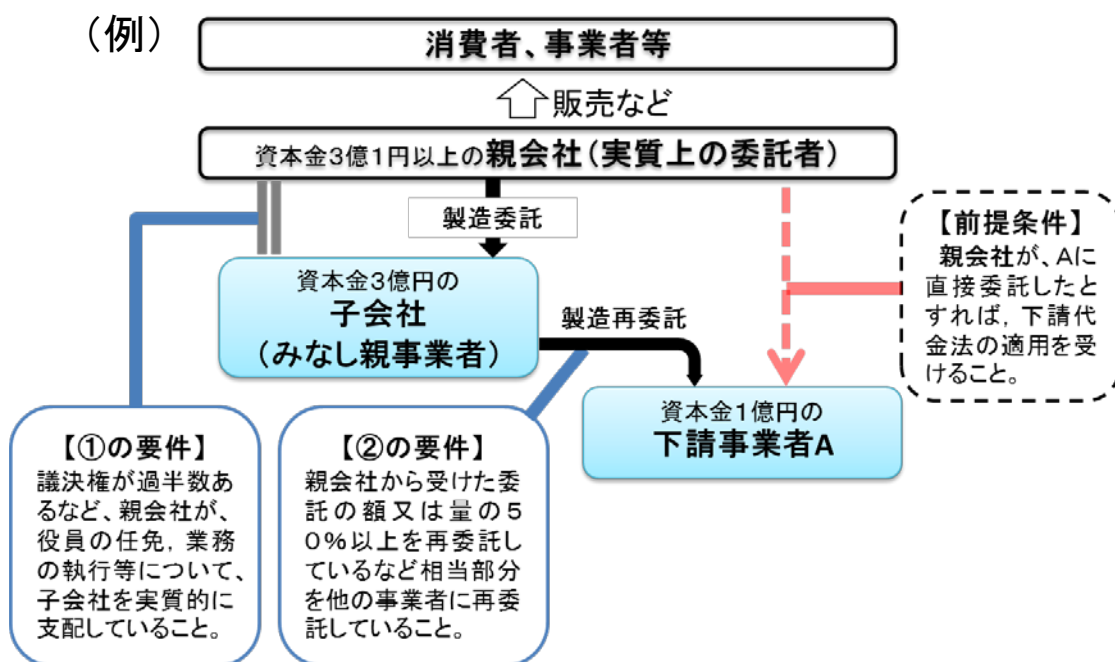 （例）
消費者、事業者等
販売など
資本金3億1円以上の親会社（実質上の委託者）
製造委託
【前提条件】
親会社が、Aに
直接委託したと
すれば，下請代
金法の適用を受
けること。
資本金3億円の
子会社
（みなし親事業者）
製造再委託
資本金1億円の
下請事業者A
【①の要件】
議決権が過半数あ
るなど、親会社が、
役員の任免，業務
の執行等について、
子会社を実質的に
支配していること。
【②の要件】
親会社から受けた委
託の額又は量の５
０％以上を再委託し
ているなど相当部分
を他の事業者に再委
託していること。